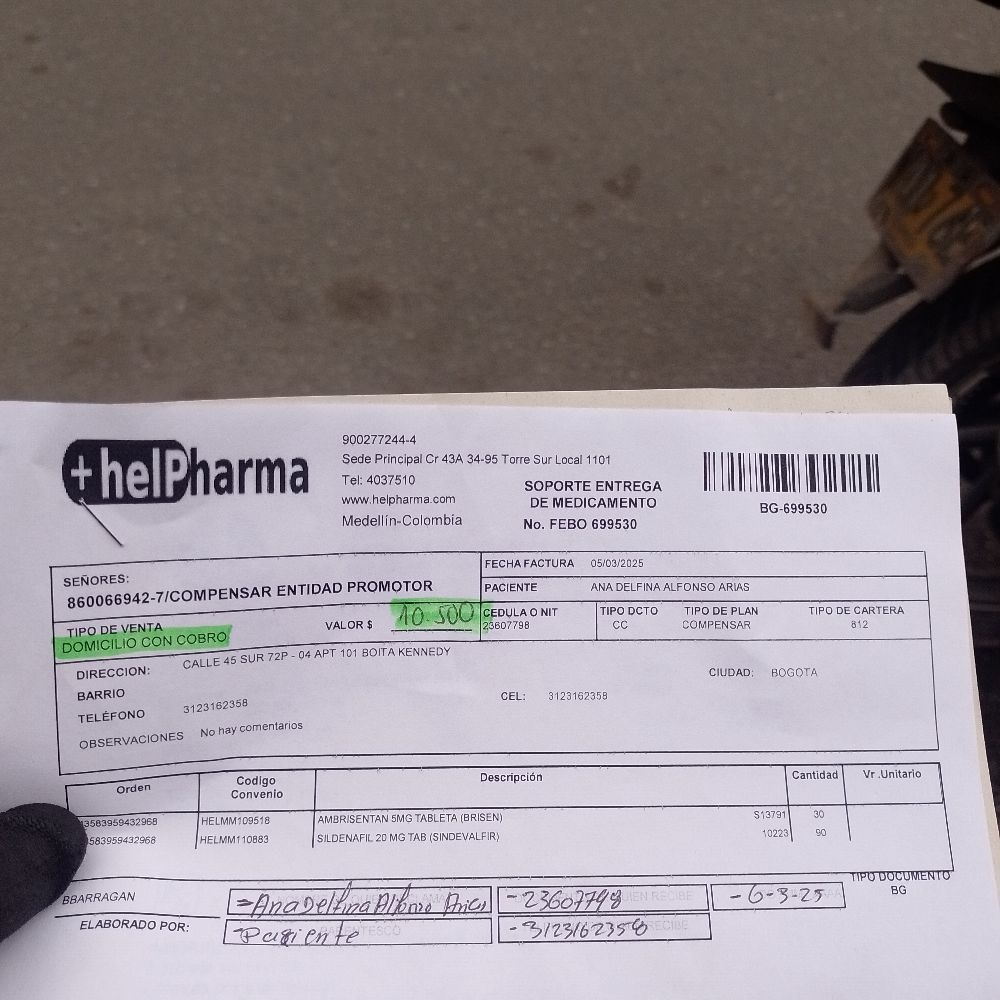 +helPharma
900277244-4
Sede Principal Cr 43A 34-95 Torre Sur Local 1101
Tel: 4037510
www.helpharma.com
Medellín-Colombia
SOPORTE ENTREGA
DE MEDICAMENTO
No. FEBO 699530
BG-699530
SEÑORES:
860066942-7/COMPENSAR ENTIDAD PROMOTOR
FECHA FACTURA 05/03/2025
PACIENTE ANA DELFINA ALFONSO ARIAS
TIPO DE VENTA
DOMICILIO CON COBRO
VALOR $ 10.500
CEDULA O NIT TIPO DCTO TIPO DE PLAN TIPO DE CARTERA
23607798 CC COMPENSAR 812
DIRECCION: CALLE 45 SUR 72P - 04 APT 101 BOITA KENNEDY
CIUDAD: BOGOTA
BARRIO
TELÉFONO 3123162358
CEL: 3123162358
OBSERVACIONES No hay comentarios
Orden Codigo Convenio Descripción Cantidad Vr .Unitario
3583959432968 HELMM109518 AMBRISENTAN 5MG TABLETA (BRISEN) S13791 30
583959432968 HELMM110883 SILDENAFIL 20 MG TAB (SINDEVALFIR) 10223 90
TIPO DOCUMENTO
BG
BBARRAGAN
=AnaDelfina Alfonso Arias
-23607798
-6-3-25
ELABORADO POR:
-Paciente
-3123162358